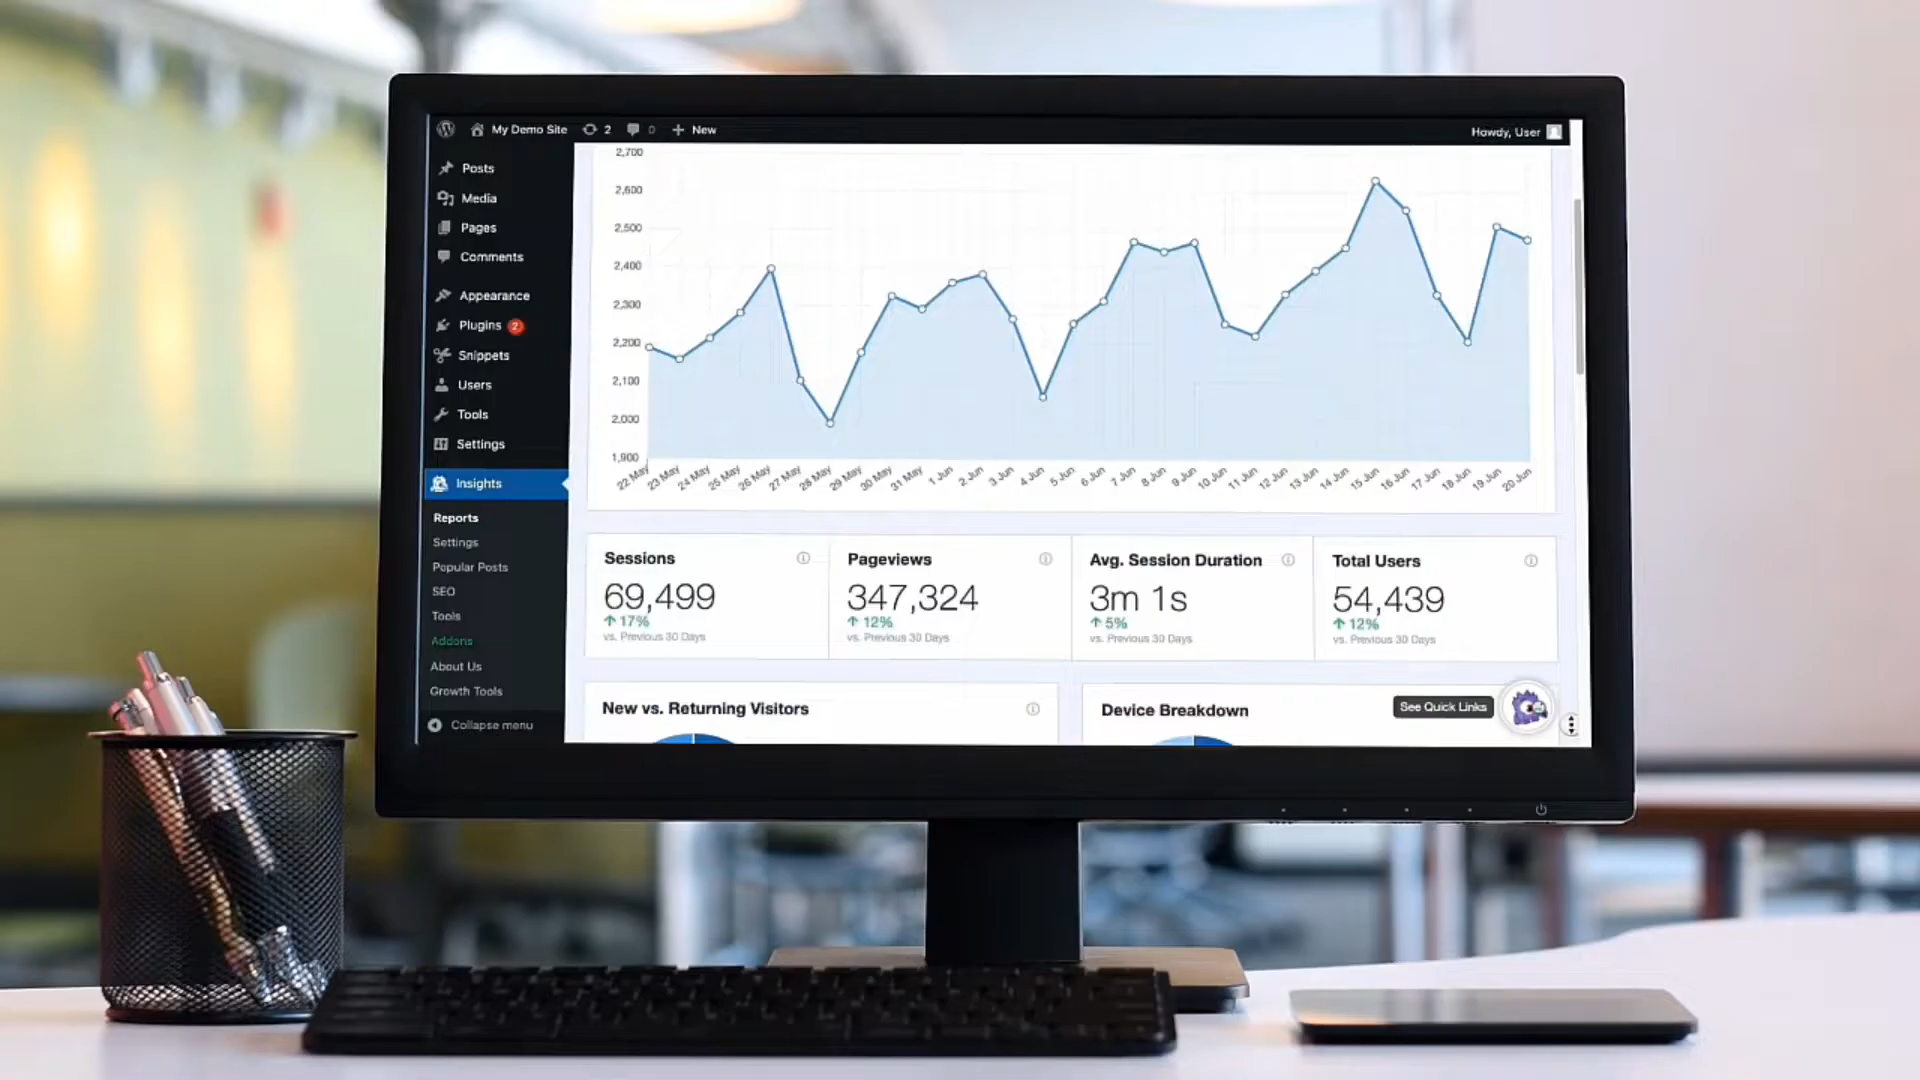 My Demo Site 2 0 New
Howdy, User
Posts
Media
Pages
Comments
Appearance
Plugins 2
Snippets
Users
Tools
Settings
Insights
Reports
Settings
Popular Posts
SEO
Tools
Addons
About Us
Growth Tools
Collapse menu
2,700
2,600
2,500
2,400
2,300
2,200
2,100
2,000
1,900
22 May 23 May 24 May 25 May 26 May 27 May 28 May 29 May 30 May 31 May 1 Jun 2 Jun 3 Jun 4 Jun 5 Jun 6 Jun 7 Jun 8 Jun 9 Jun 10 Jun 11 Jun 12 Jun 13 Jun 14 Jun 15 Jun 16 Jun 17 Jun 18 Jun 19 Jun 20 Jun
Sessions
69,499
17%
vs. Previous 30 Days
Pageviews
347,324
12%
vs. Previous 30 Days
Avg. Session Duration
3m 1s
5%
vs. Previous 30 Days
Total Users
54,439
12%
vs. Previous 30 Days
New vs. Returning Visitors
Device Breakdown
See Quick Links